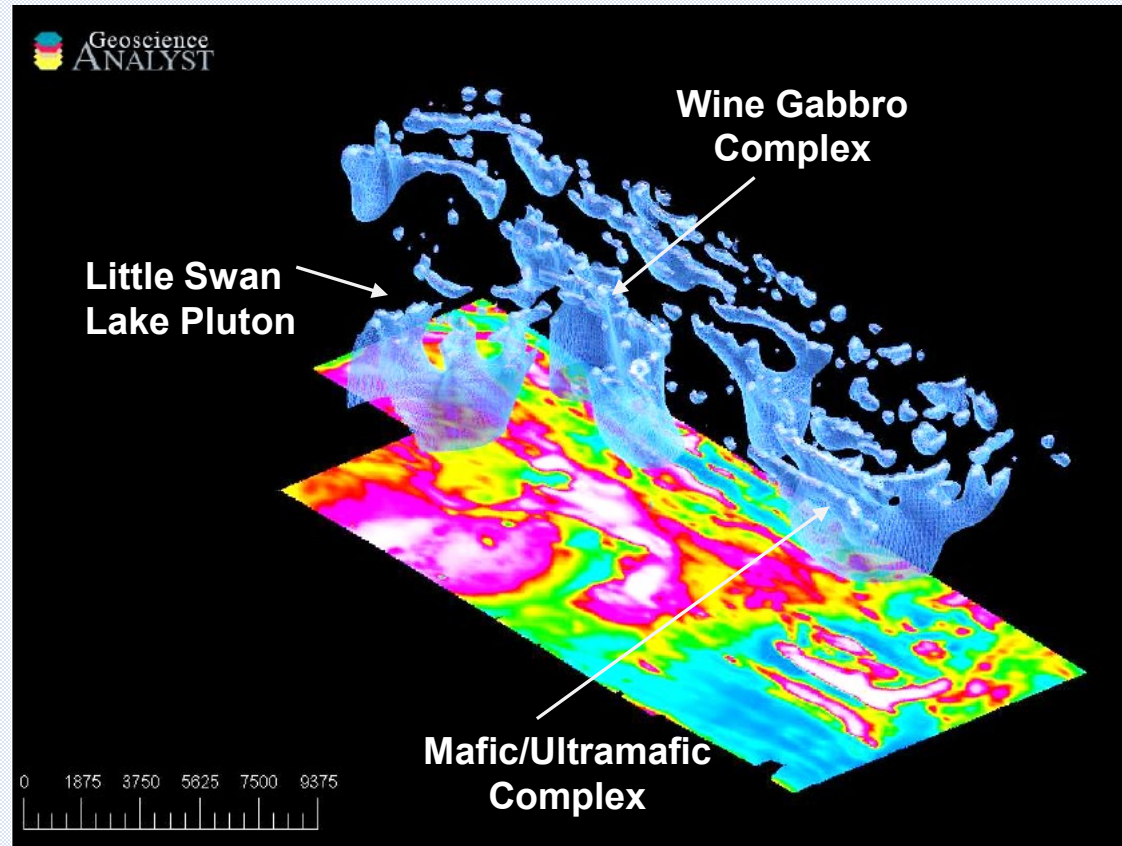 Geoscience
ANALYST
Wine Gabbro
Complex
Little Swan
Lake Pluton
Mafic/Ultramafic
Complex
0 1875 3750 5625 7500 9375